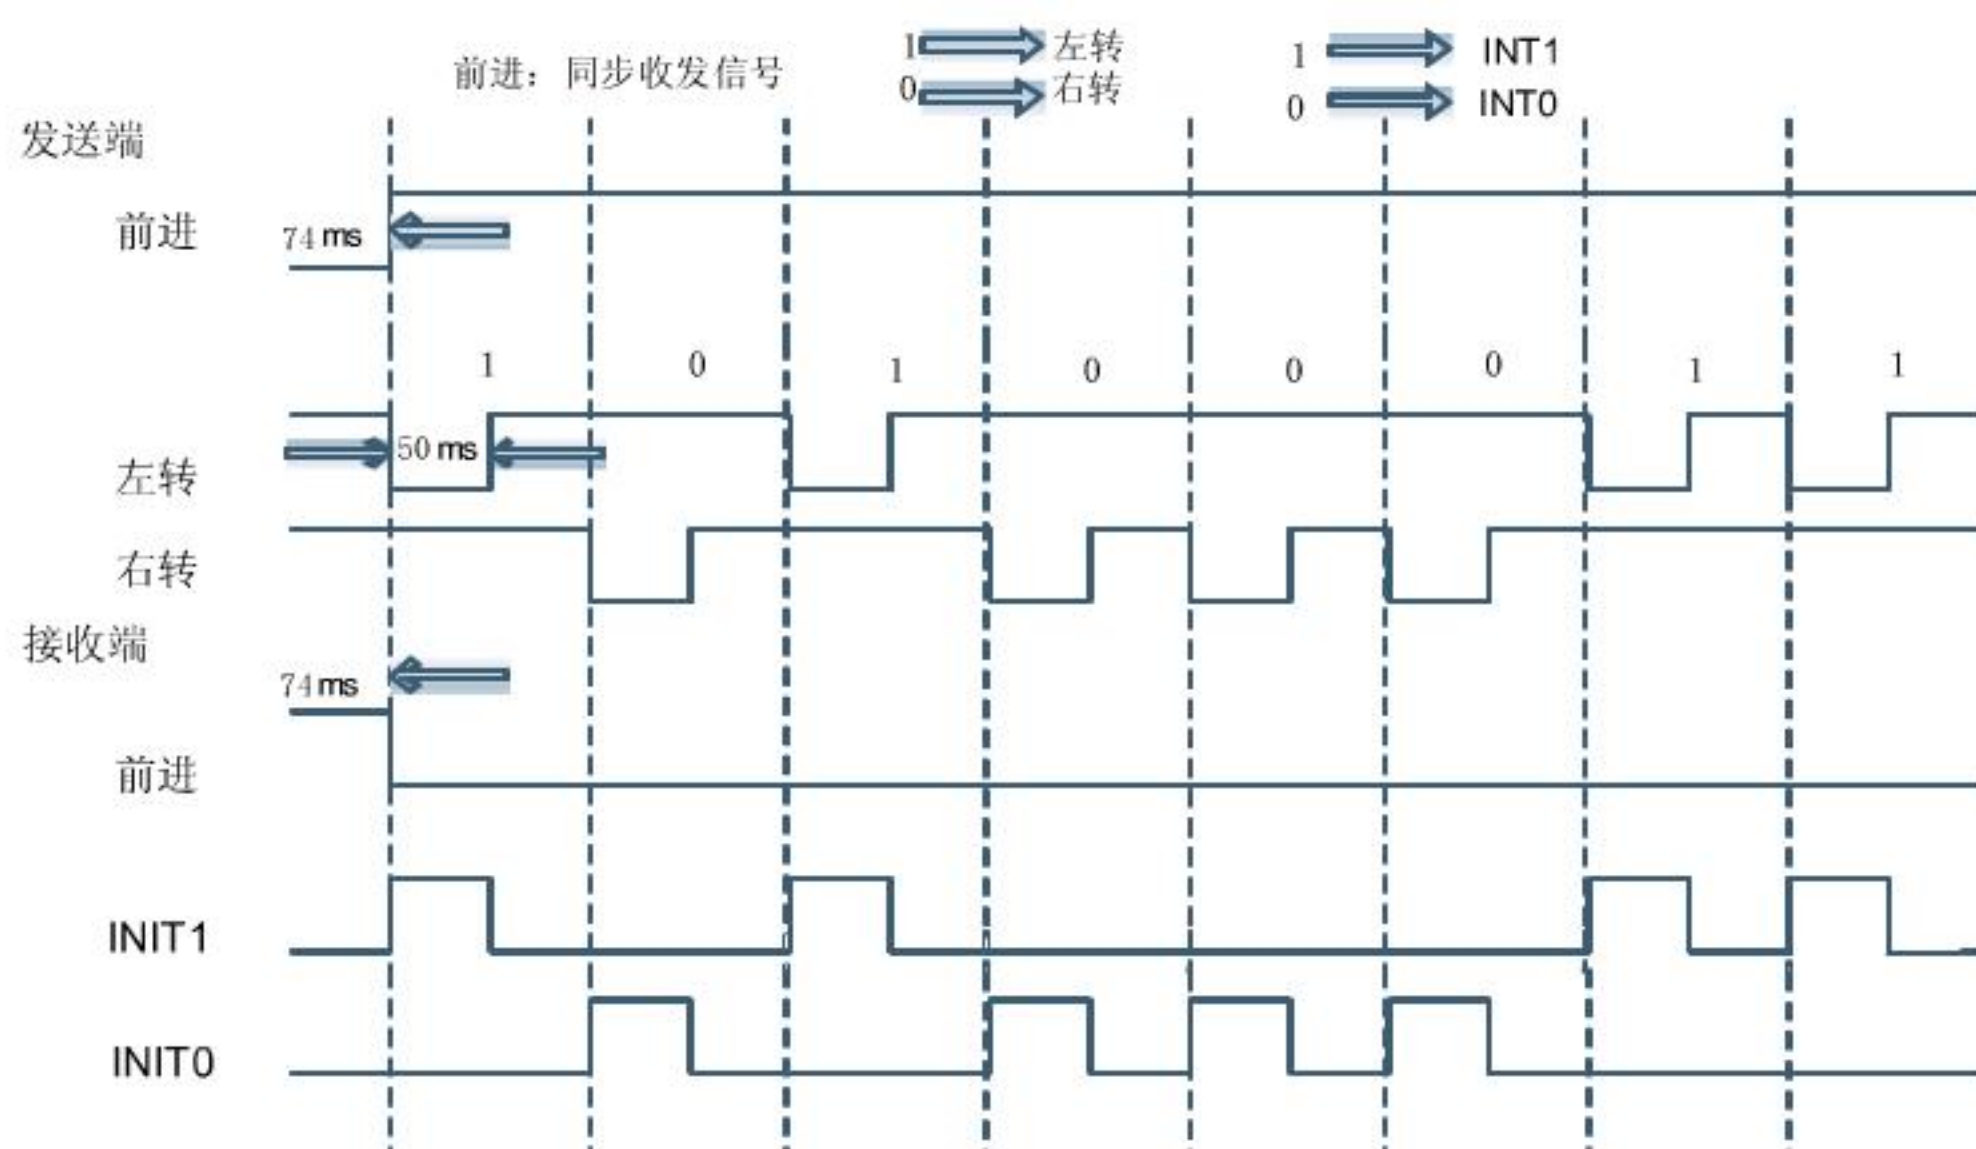 前进：同步收发信号
1 左转
0 右转
1 INT1
0 INT0
发送端
前进
74 ms
1 0 1 0 0 0 1 1
50 ms
左转
右转
接收端
74 ms
前进
INIT1
INIT0